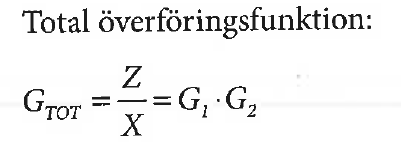 Total överföringsfunktion:
G_TOT = Z/X = G_1 · G_2